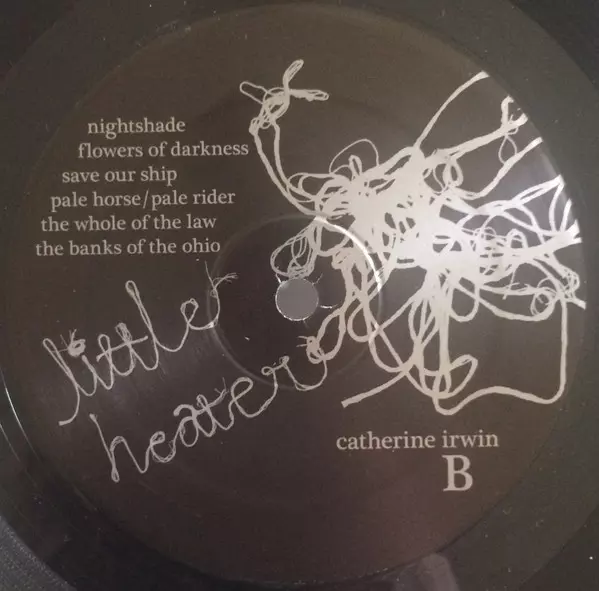 nightshade
flowers of darkness
save our ship
pale horse/pale rider
the whole of the law
the banks of the ohio
little
heater
catherine irwin
B